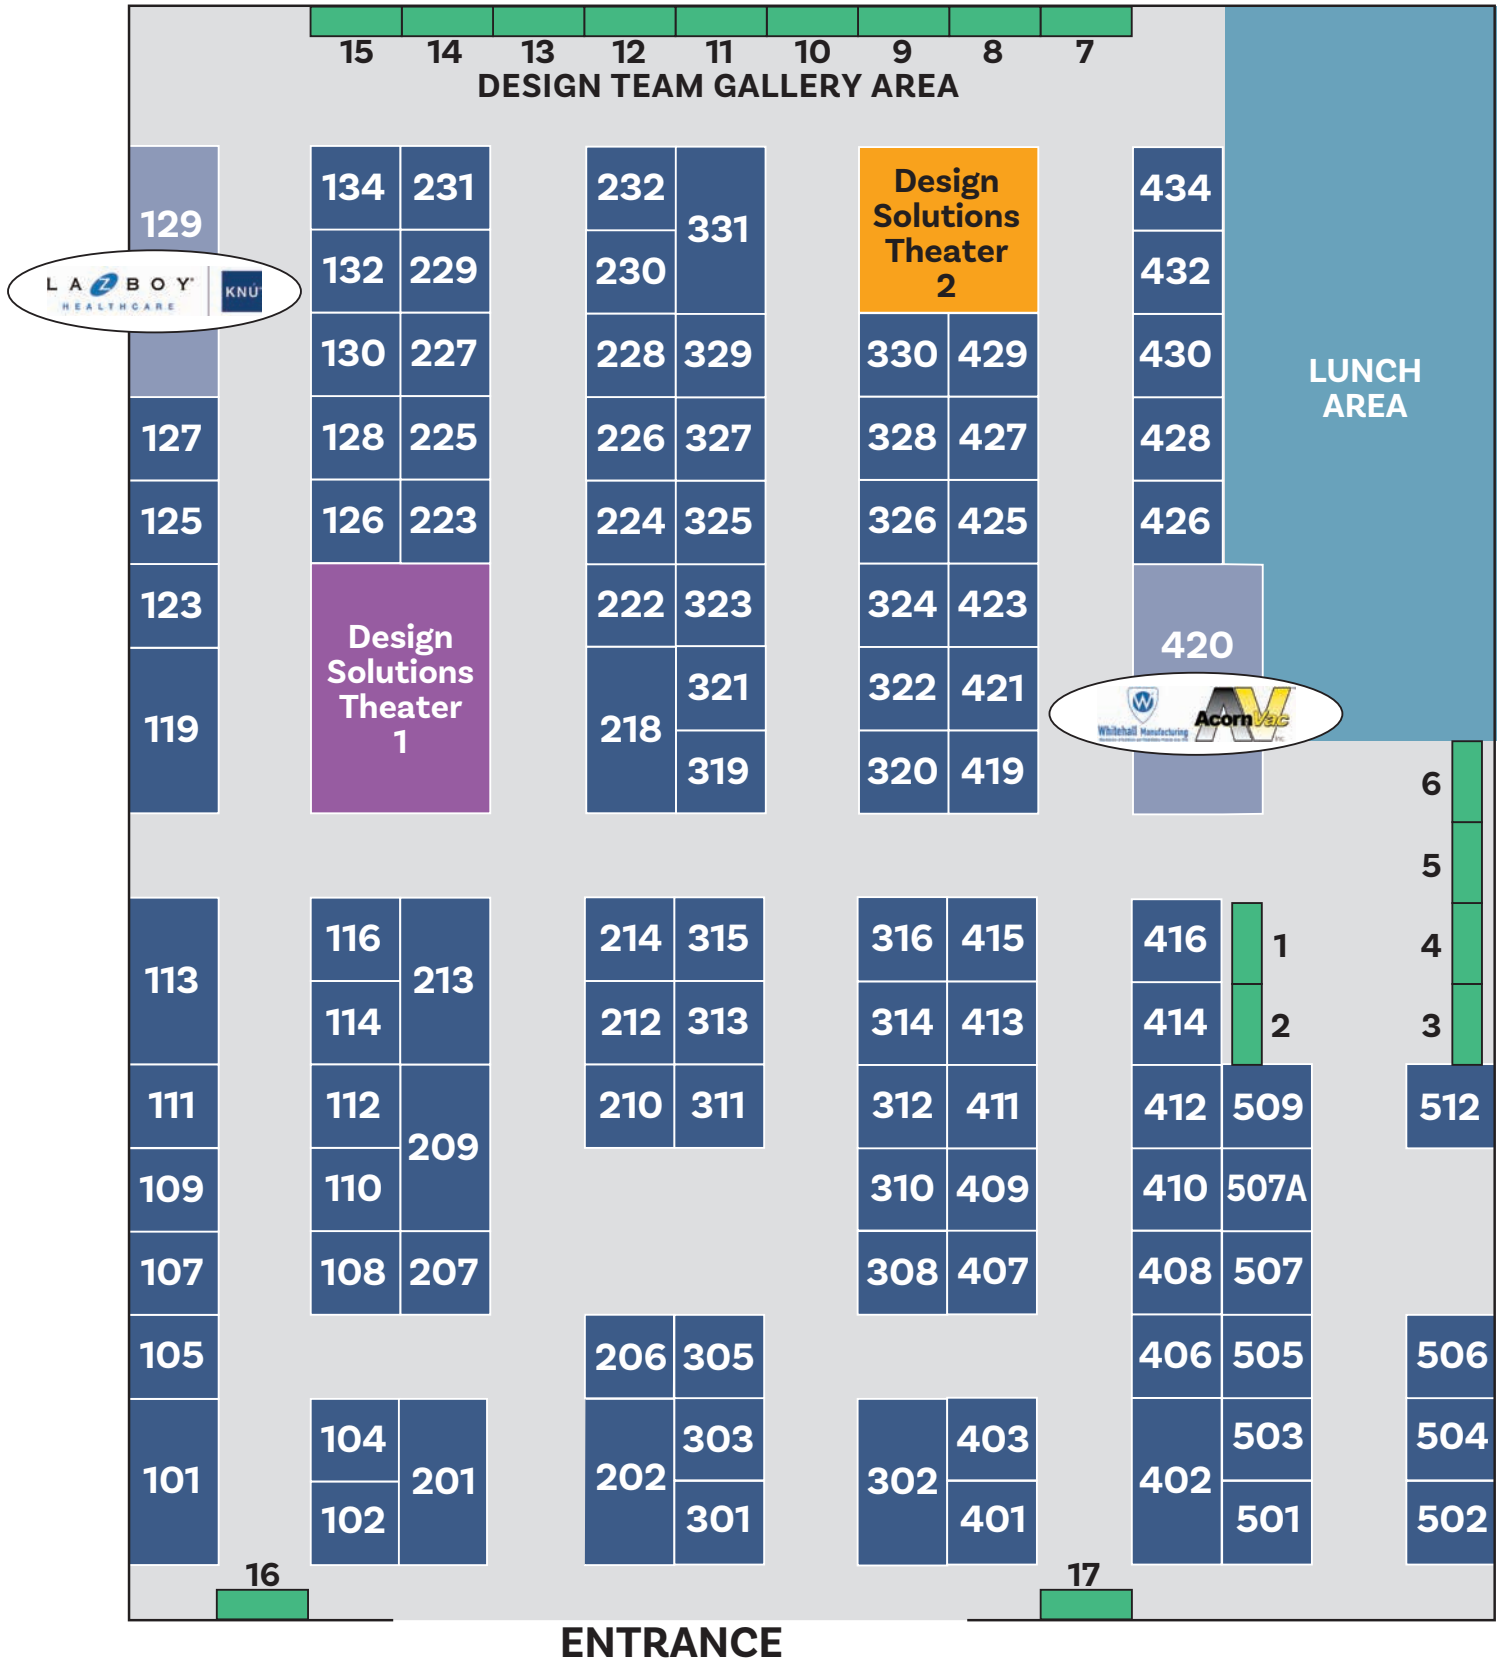 15 14 13 12 11 10 9 8 7
DESIGN TEAM GALLERY AREA
134 231 232 Design 434
129 331 Solutions
132 229 230 Theater 432
LA Z BOY® KNÚ 2
HEALTHCARE
130 227 228 329 330 429 430 LUNCH
AREA
127 128 225 226 327 328 427 428
125 126 223 224 325 326 425 426
123 222 323 324 423
Design 420
Solutions
Theater
1
119 218 321 322 421
Whitehall Manufacturing AcornVac
319 320 419
6
5
116 214 315 316 415 416 1 4
113 213
114 212 313 314 413 414 2 3
111 112 210 311 312 411 412 509 512
209
109 110 310 409 410 507A
107 108 207 308 407 408 507
105 206 305 406 505 506
104 303 403 503 504
101 201 202 302 402
102 301 401 501 502
16 17
ENTRANCE